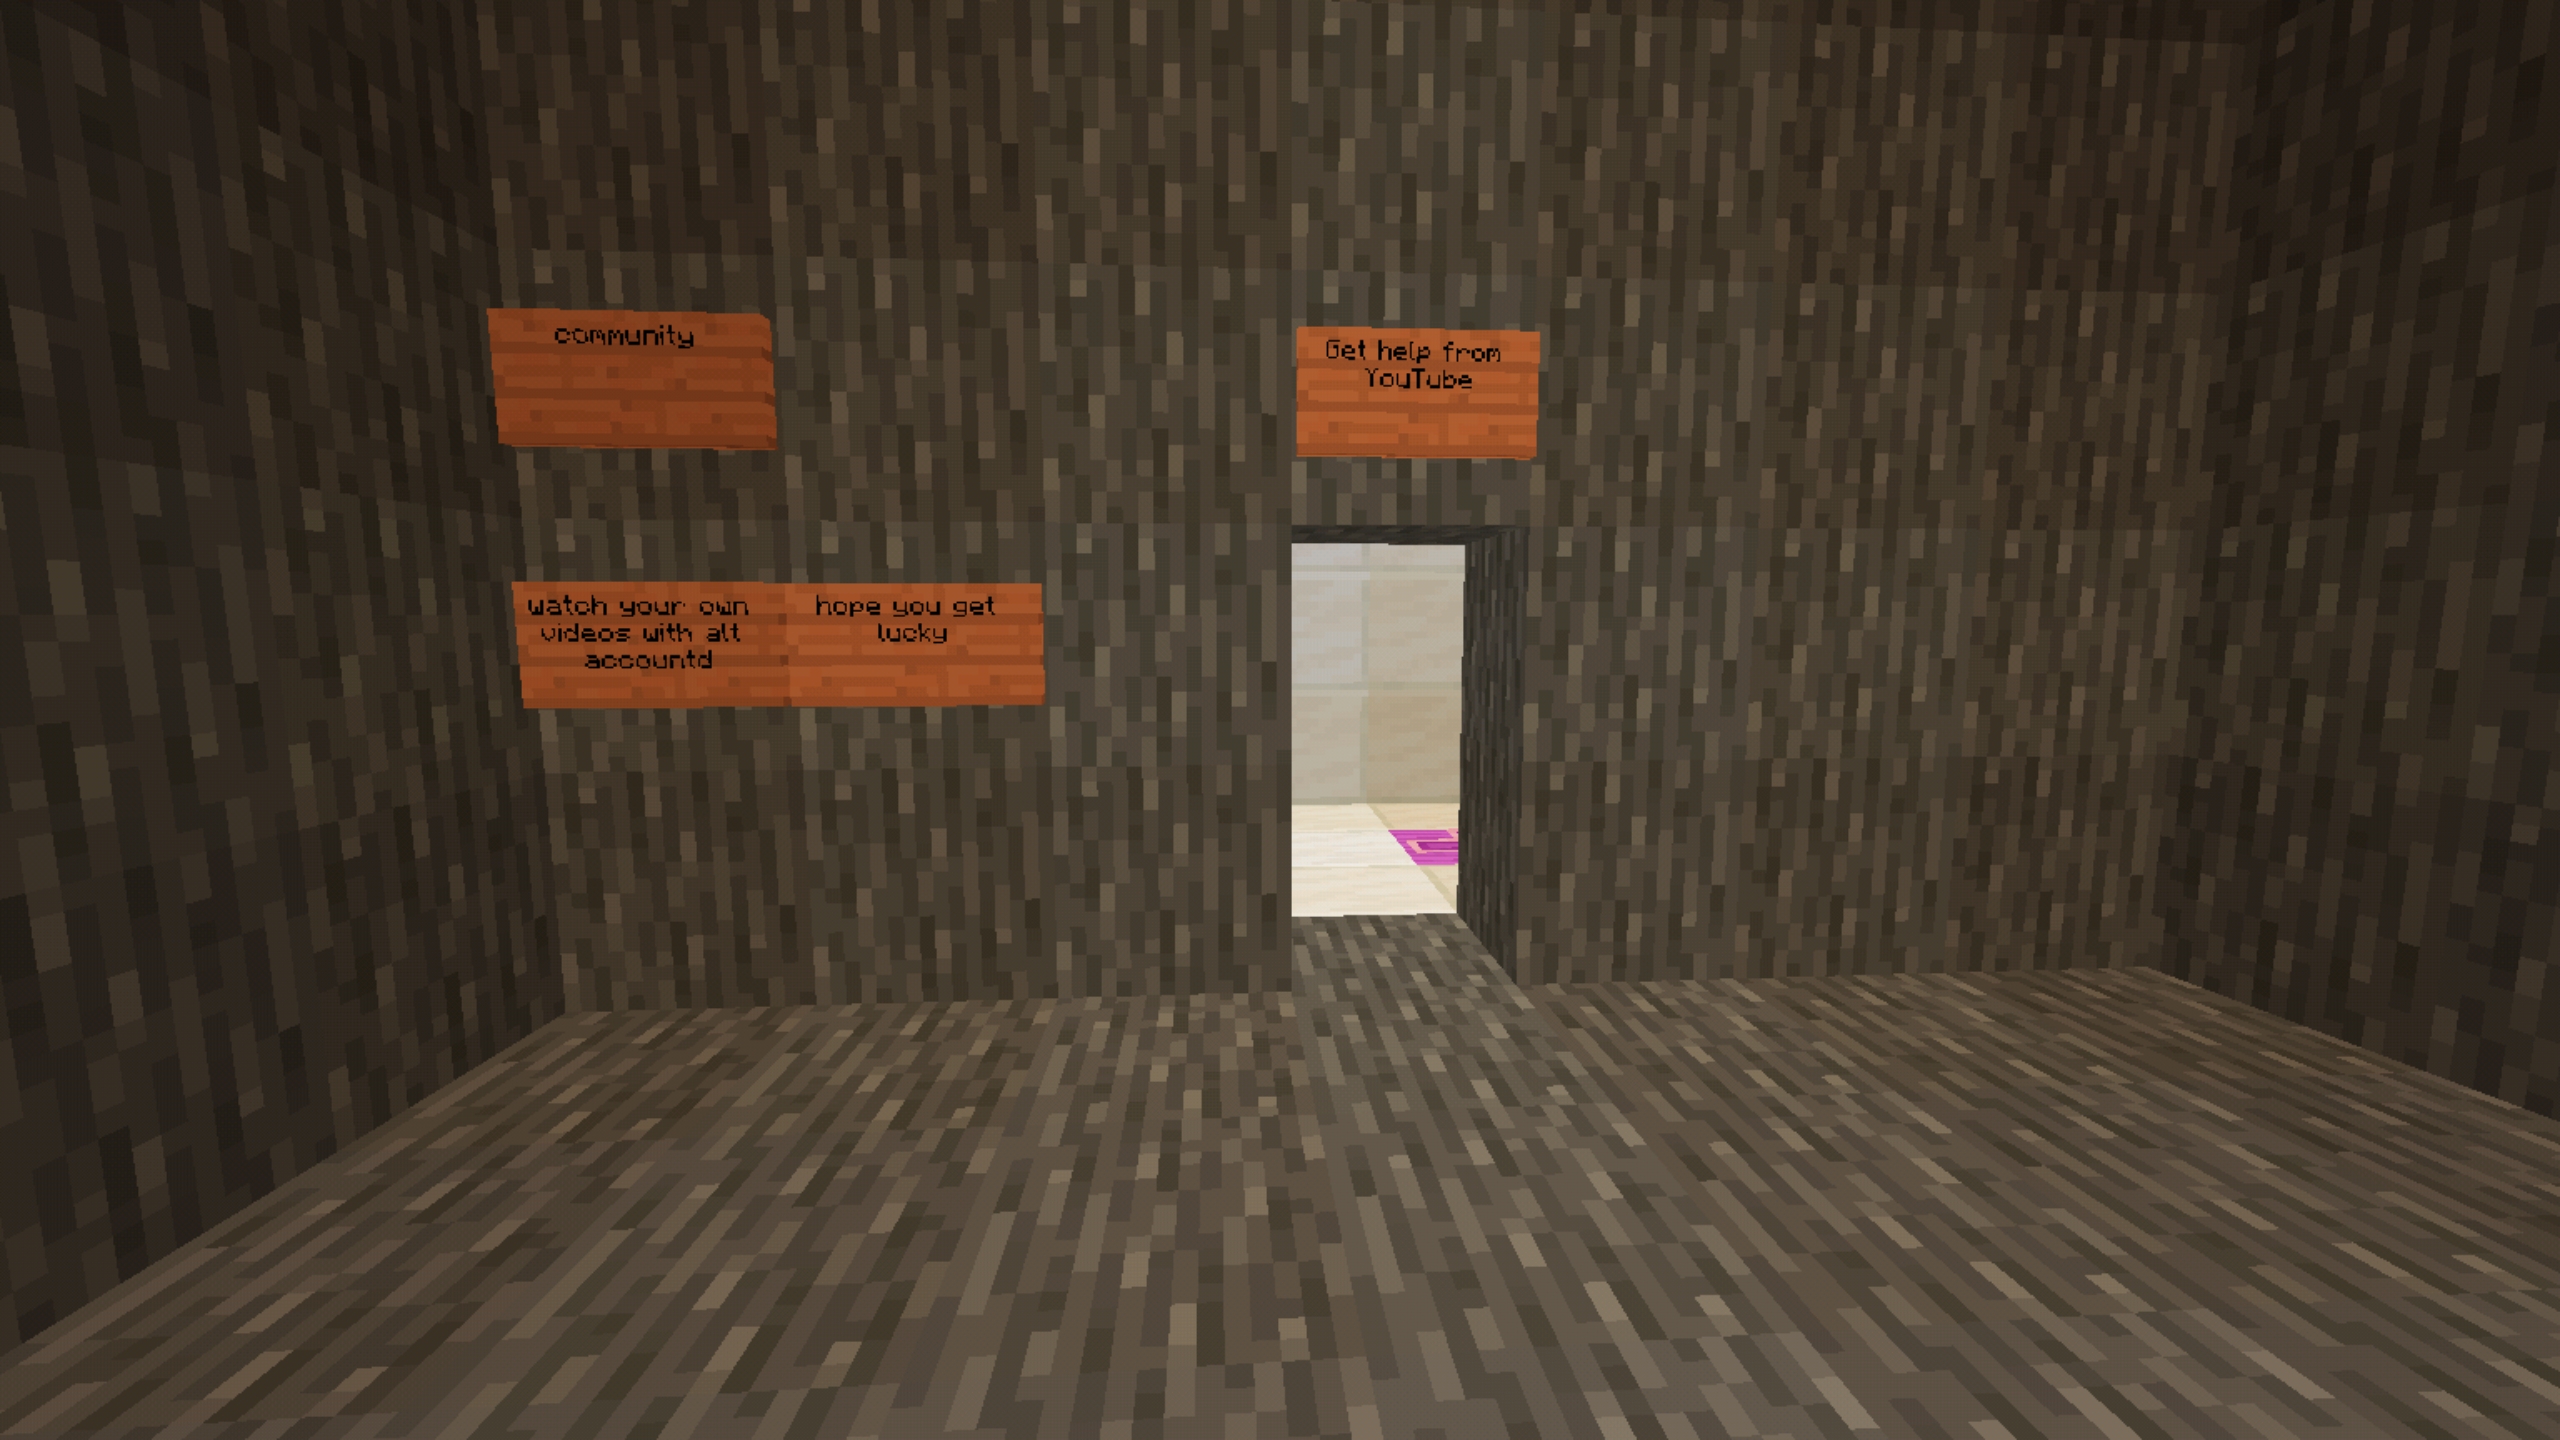 community
Get help from
YouTube
watch your own
videos with alt
accountd
hope you get
lucky